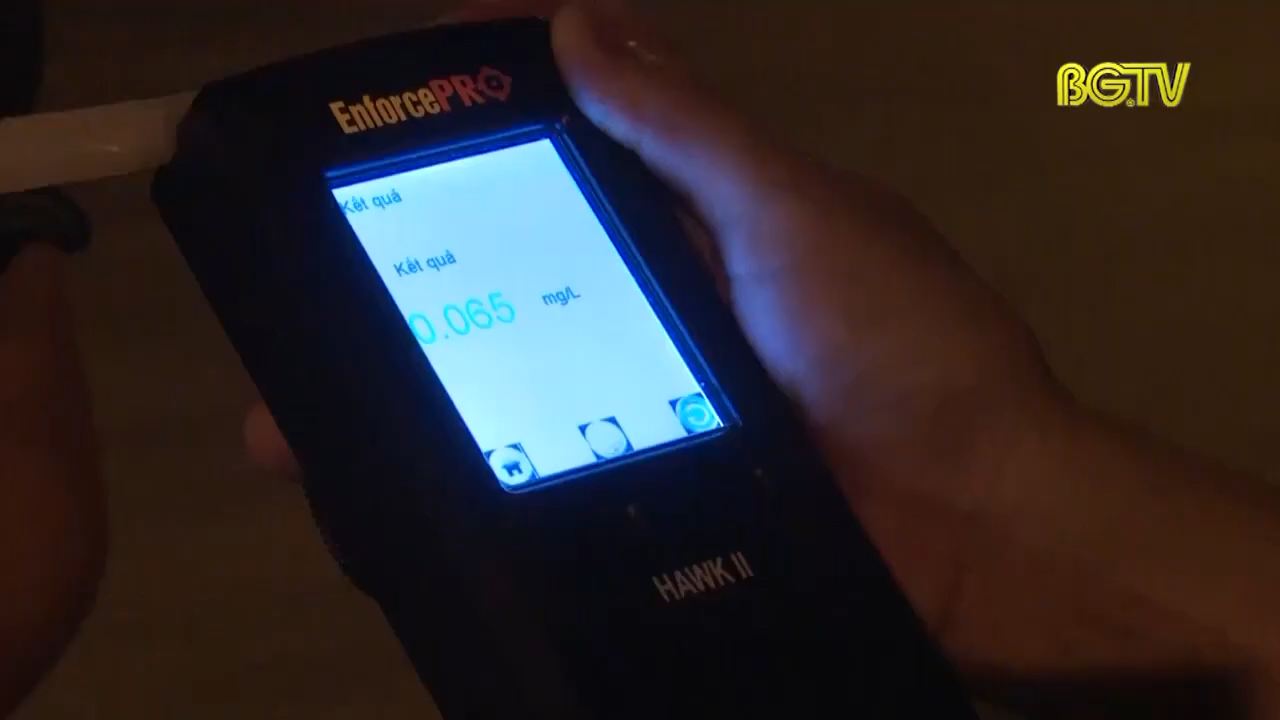 BGTV
EnforcePRO
Kết quả
Kết quả
0.065 mg/L
HAWK II